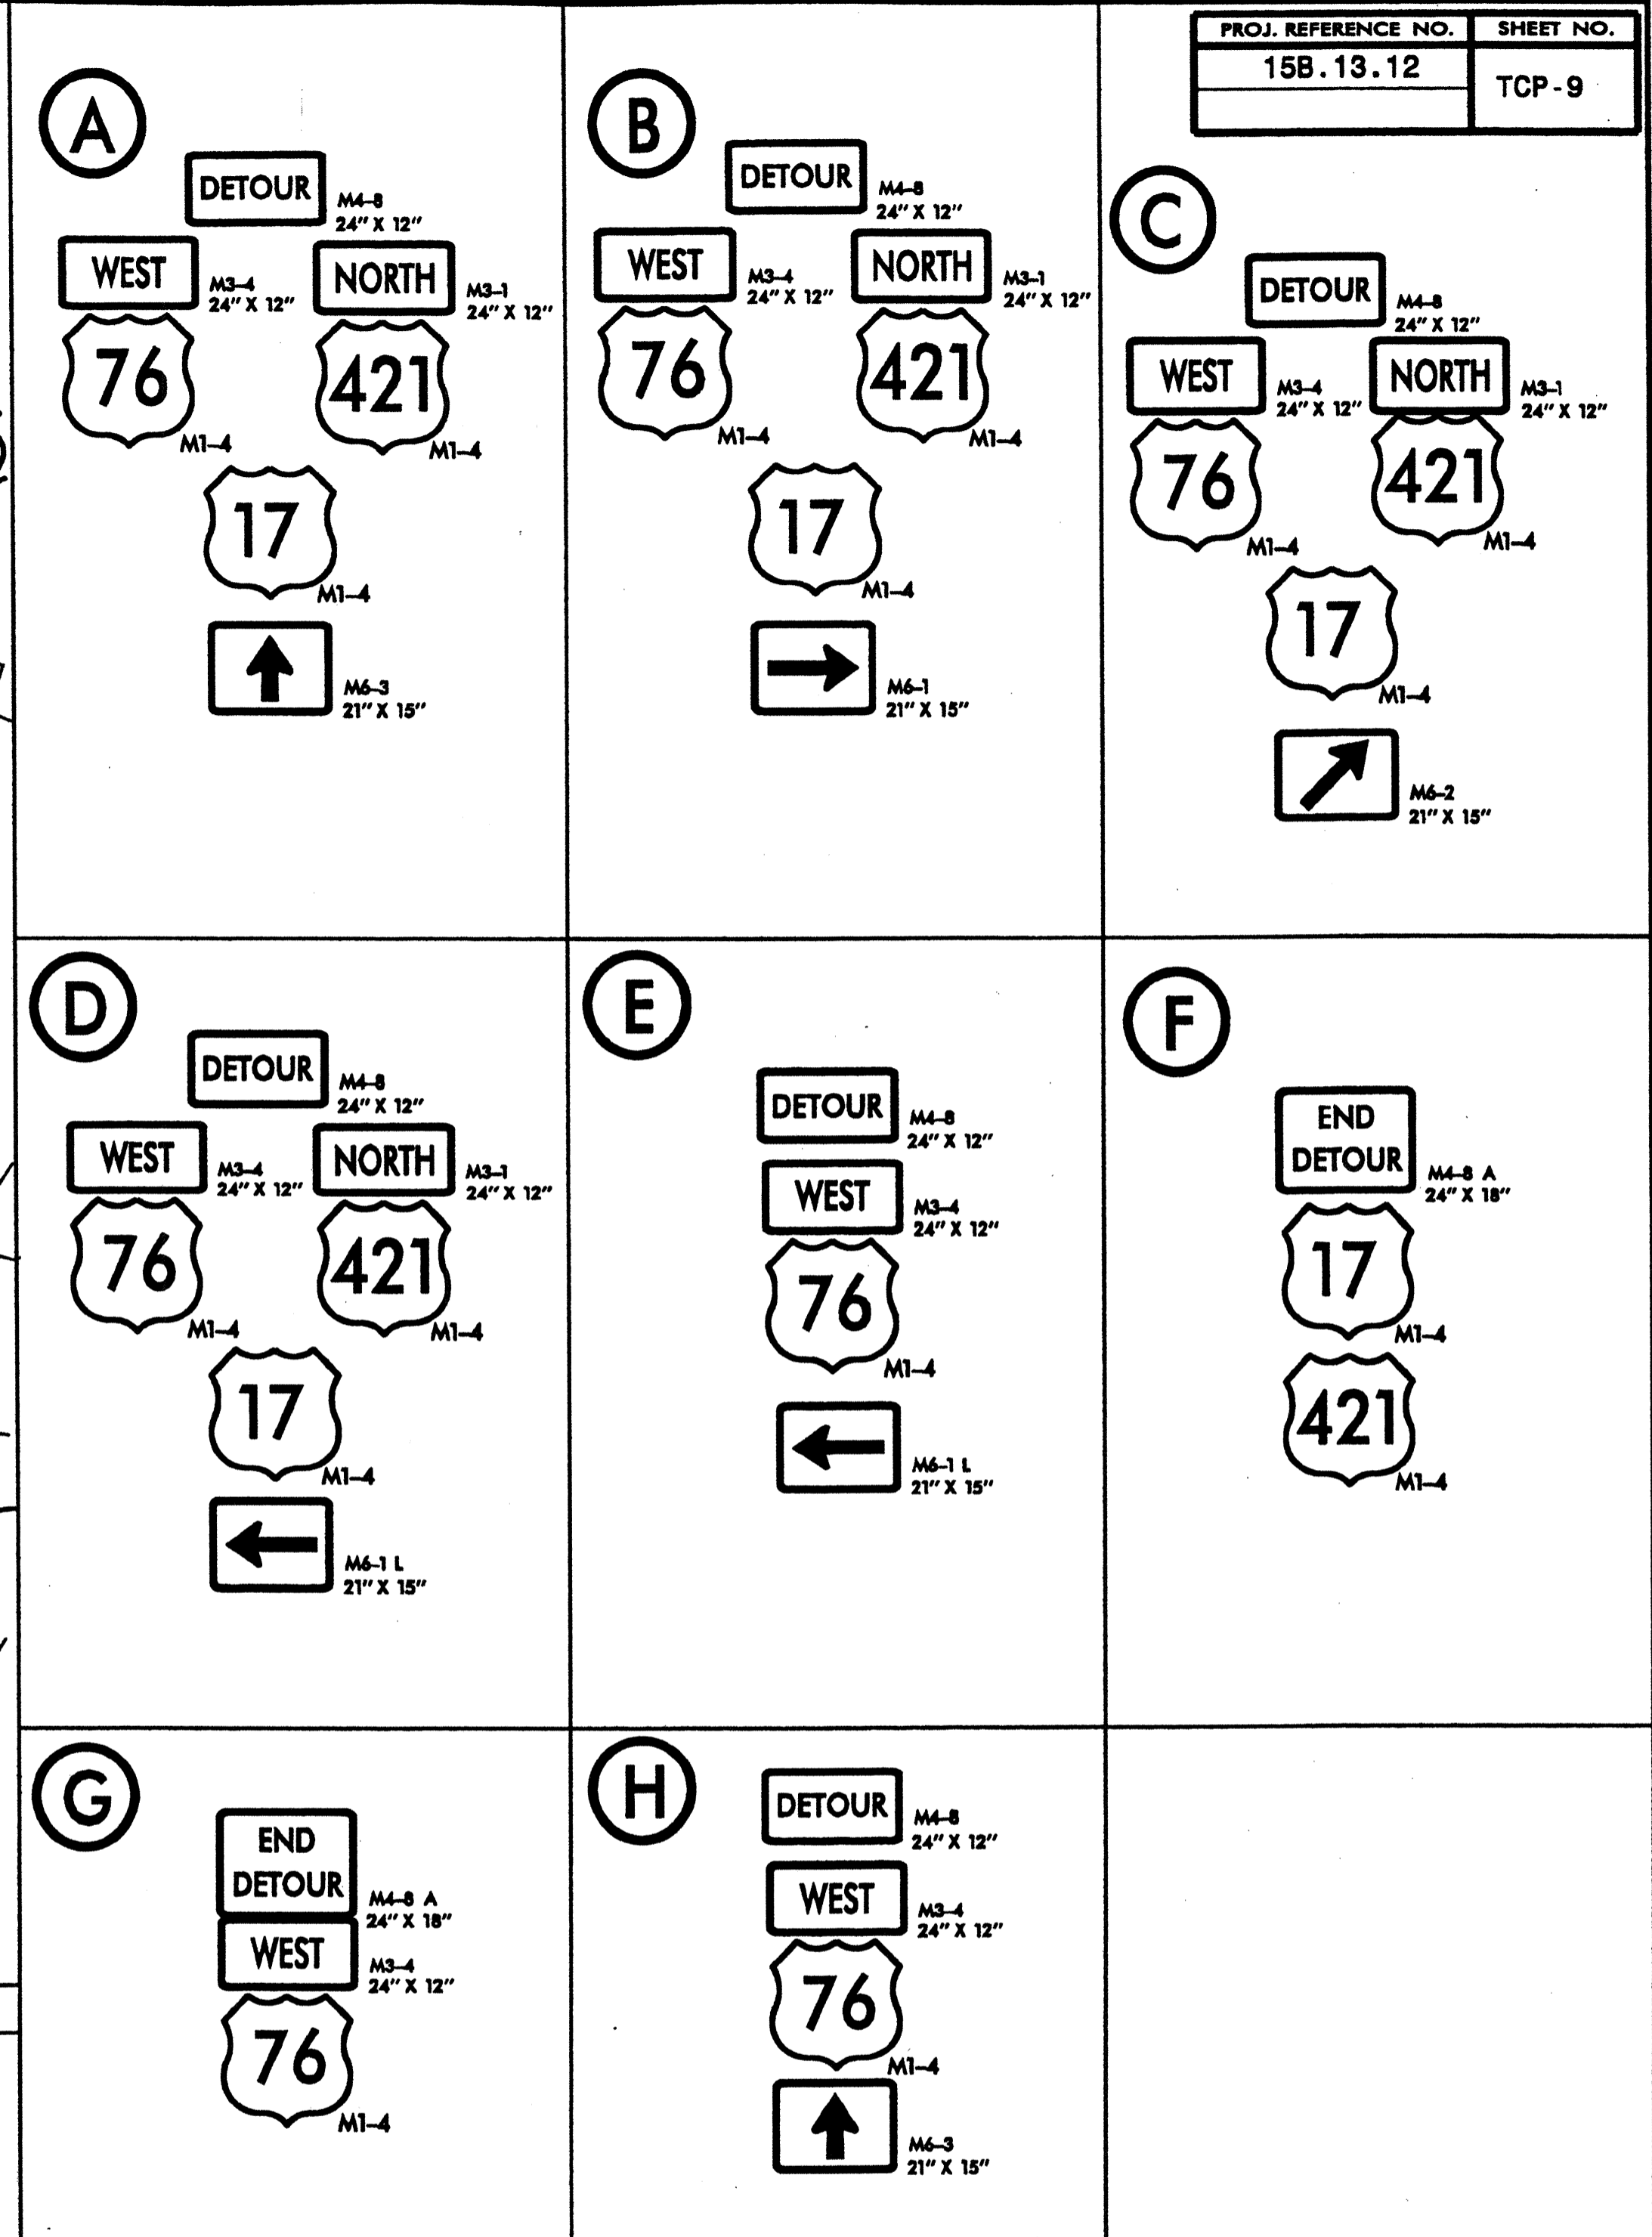 PROJ. REFERENCE NO. SHEET NO.
15B.13.12 TCP-9
A
DETOUR
M4-8
24" X 12"
WEST
M3-4
24" X 12"
NORTH
M3-1
24" X 12"
76
M1-4
421
M1-4
17
M1-4
M6-3
21" X 15"
B
DETOUR
M4-8
24" X 12"
WEST
M3-4
24" X 12"
NORTH
M3-1
24" X 12"
76
M1-4
421
M1-4
17
M1-4
M6-1
21" X 15"
C
DETOUR
M4-8
24" X 12"
WEST
M3-4
24" X 12"
NORTH
M3-1
24" X 12"
76
M1-4
421
M1-4
17
M1-4
M6-2
21" X 15"
D
DETOUR
M4-8
24" X 12"
WEST
M3-4
24" X 12"
NORTH
M3-1
24" X 12"
76
M1-4
421
M1-4
17
M1-4
M6-1 L
21" X 15"
E
DETOUR
M4-8
24" X 12"
WEST
M3-4
24" X 12"
76
M1-4
M6-1 L
21" X 15"
F
END
DETOUR
M4-8 A
24" X 18"
17
M1-4
421
M1-4
G
END
DETOUR
M4-8 A
24" X 18"
WEST
M3-4
24" X 12"
76
M1-4
H
DETOUR
M4-8
24" X 12"
WEST
M3-4
24" X 12"
76
M1-4
M6-3
21" X 15"